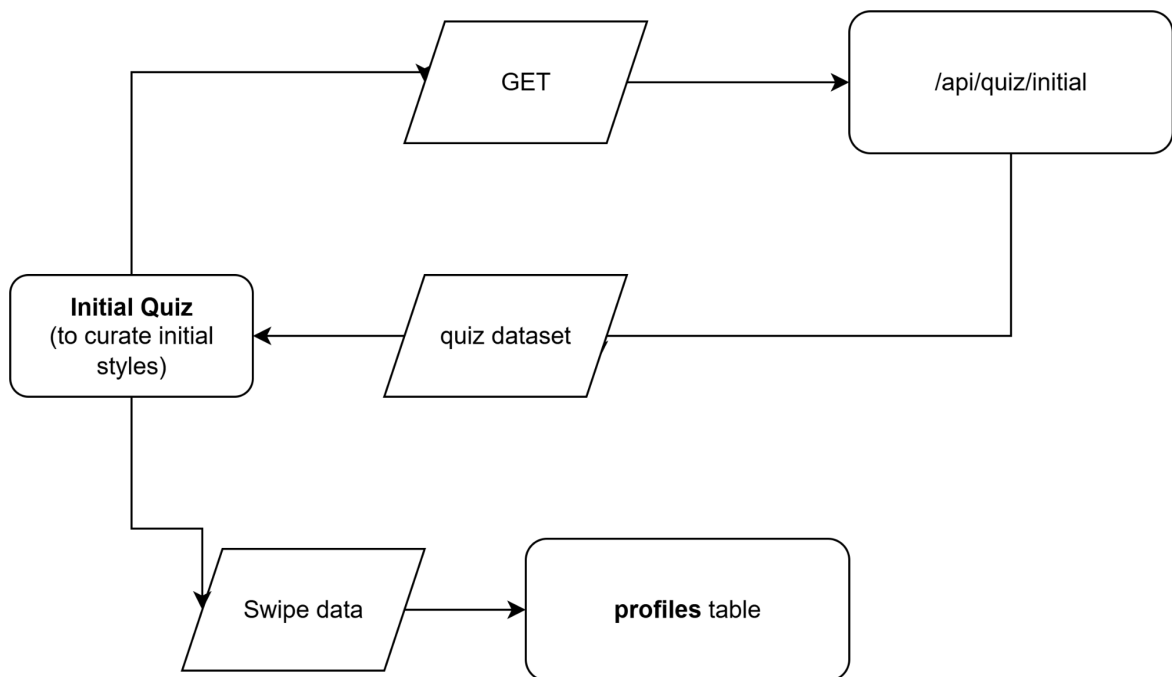 GET
/api/quiz/initial
Initial Quiz
(to curate initial
styles)
quiz dataset
Swipe data
profiles table